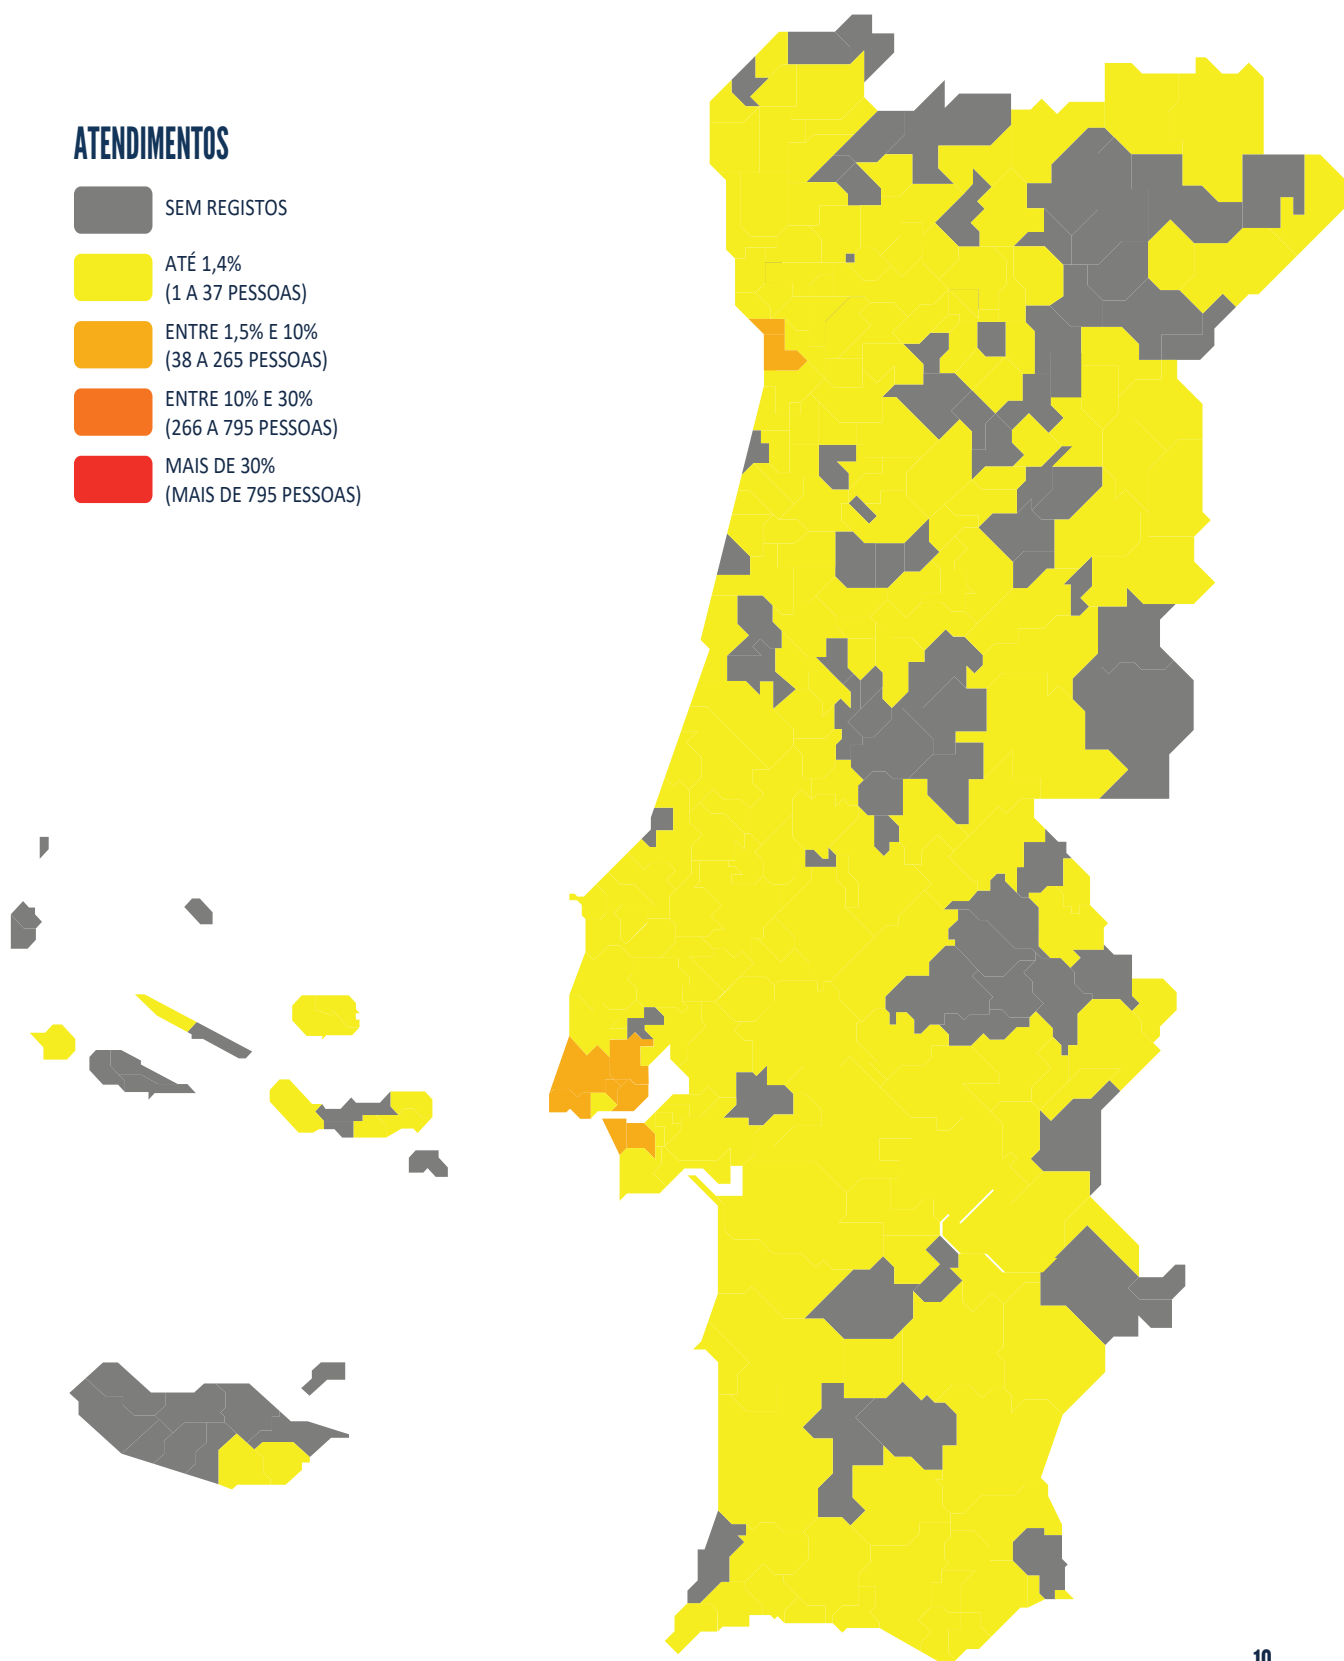 ATENDIMENTOS
SEM REGISTOS
ATÉ 1,4%
(1 A 37 PESSOAS)
ENTRE 1,5% E 10%
(38 A 265 PESSOAS)
ENTRE 10% E 30%
(266 A 795 PESSOAS)
MAIS DE 30%
(MAIS DE 795 PESSOAS)
10